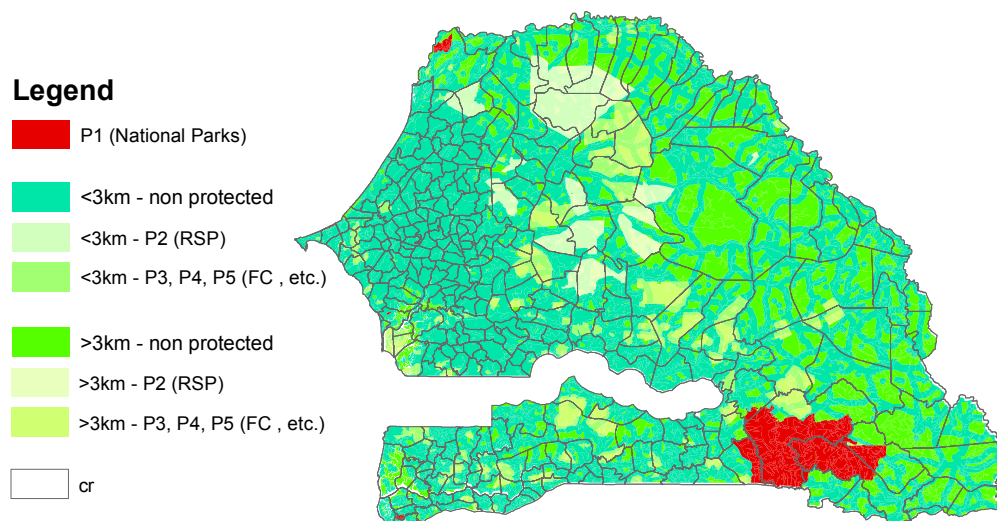 Legend
P1 (National Parks)
<3km - non protected
<3km - P2 (RSP)
<3km - P3, P4, P5 (FC , etc.)
>3km - non protected
>3km - P2 (RSP)
>3km - P3, P4, P5 (FC , etc.)
cr